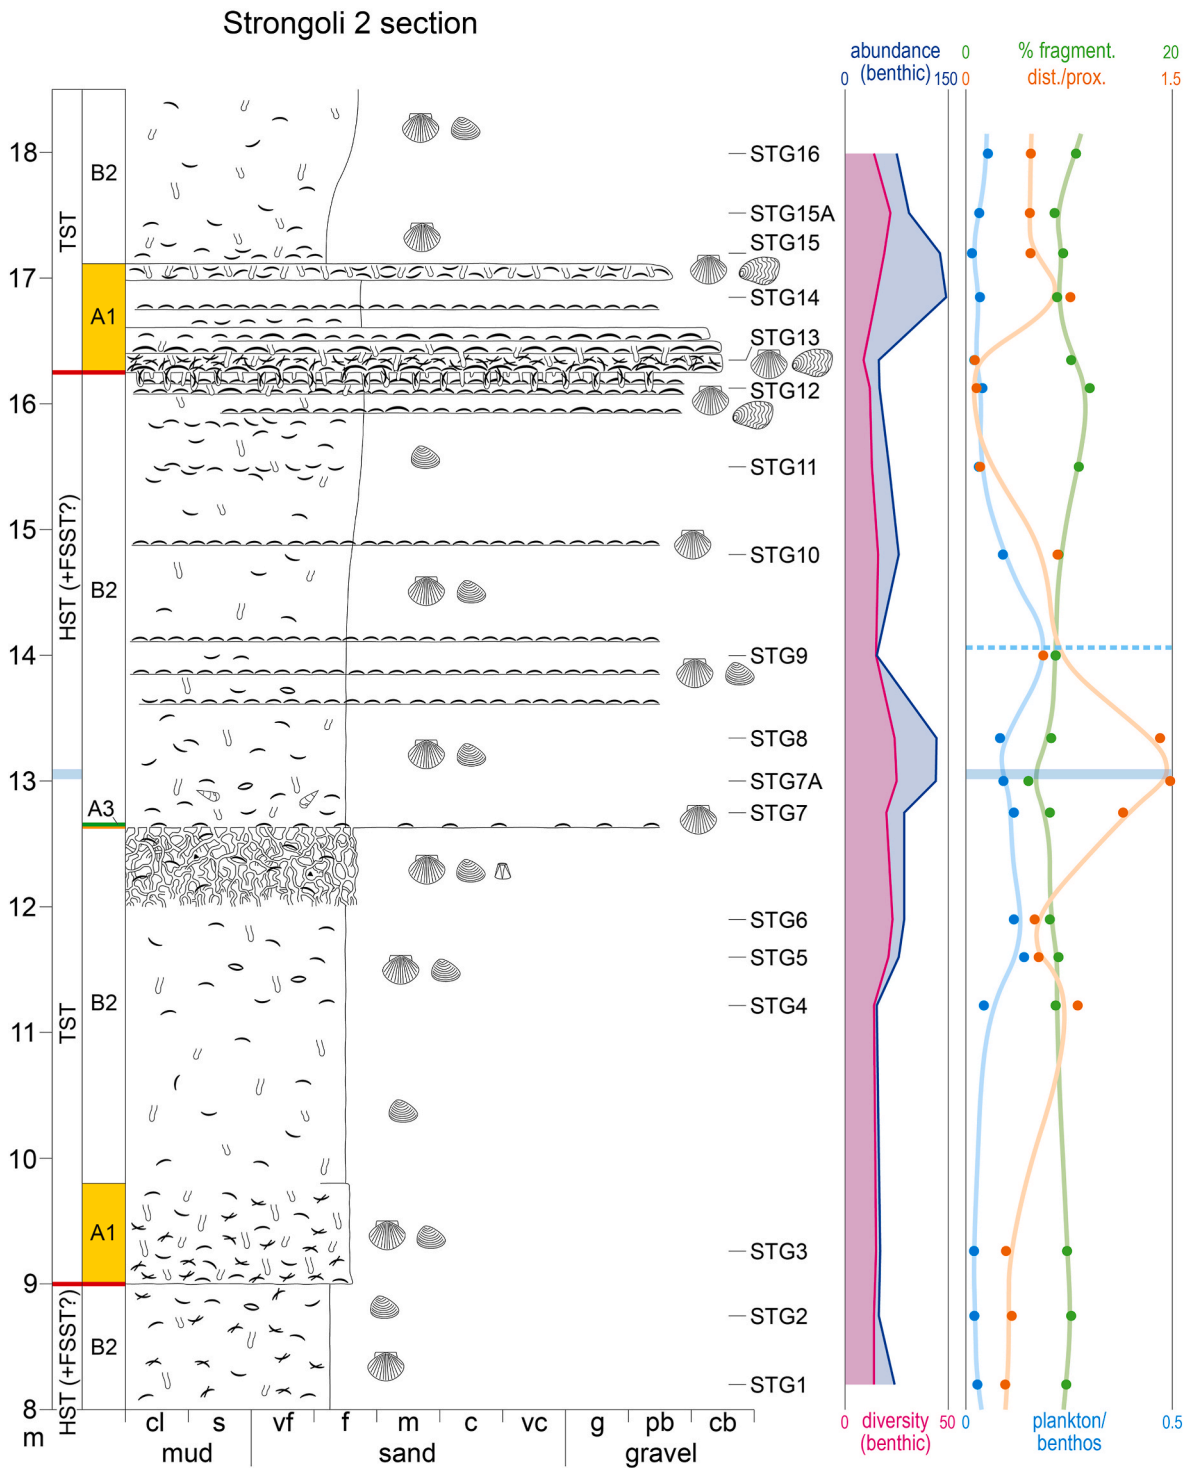 Strongoli 2 section
abundance
(benthic)
0 150
0 % fragment. 20
0 dist./prox. 1.5
18
17
16
15
14
13
12
11
10
9
8
m
TST
HST (+FSST?)
TST
HST (+FSST?)
B2
A1
B2
A3
B2
A1
B2
STG16
STG15A
STG15
STG14
STG13
STG12
STG11
STG10
STG9
STG8
STG7A
STG7
STG6
STG5
STG4
STG3
STG2
STG1
cl s vf f m c vc g pb cb
mud sand gravel
0 diversity 50
(benthic)
0 plankton/ 0.5
benthos